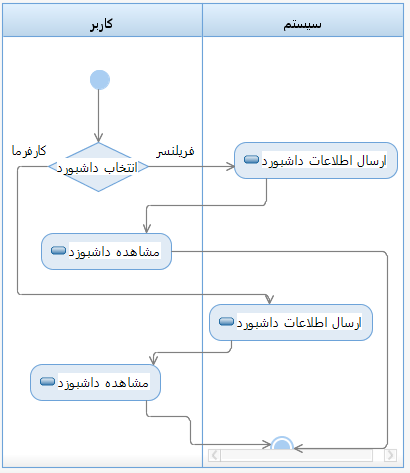 کاربر
سیستم
کارفرما
فریلنسر
انتخاب داشبورد
ارسال اطلاعات داشبورد
مشاهده داشبوزد
ارسال اطلاعات داشبورد
مشاهده داشبوزد